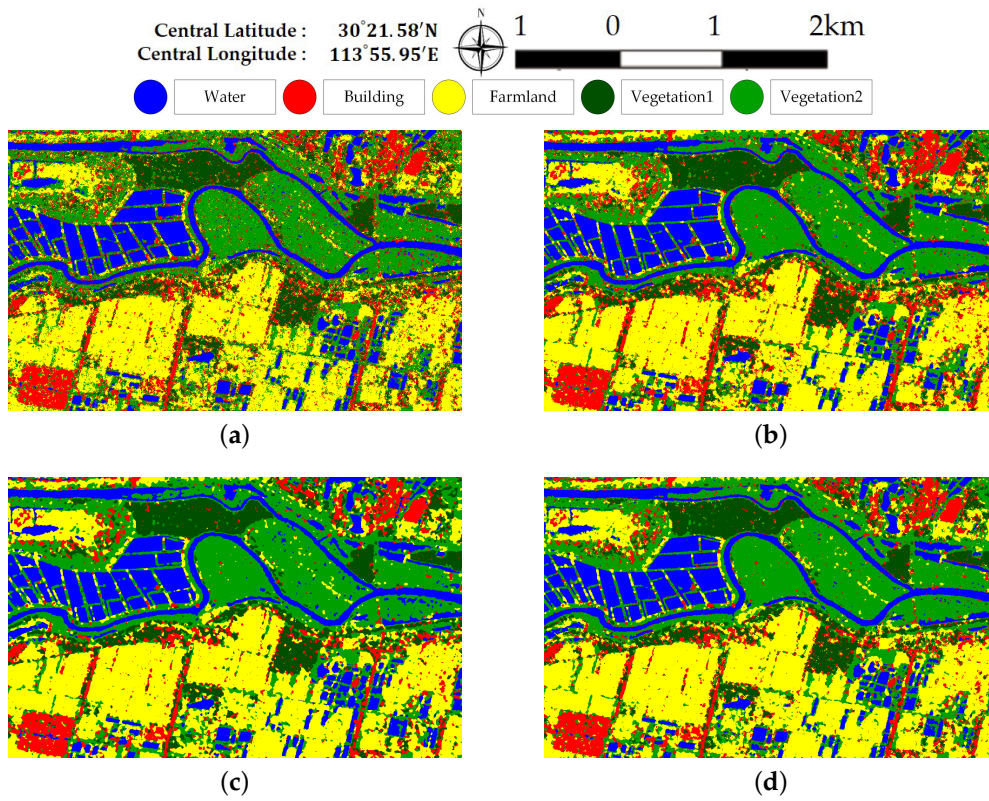 Central Latitude : 30°21.58′N
Central Longitude : 113°55.95′E
N
1 0 1 2km
Water Building Farmland Vegetation1 Vegetation2
(a) (b)
(c) (d)